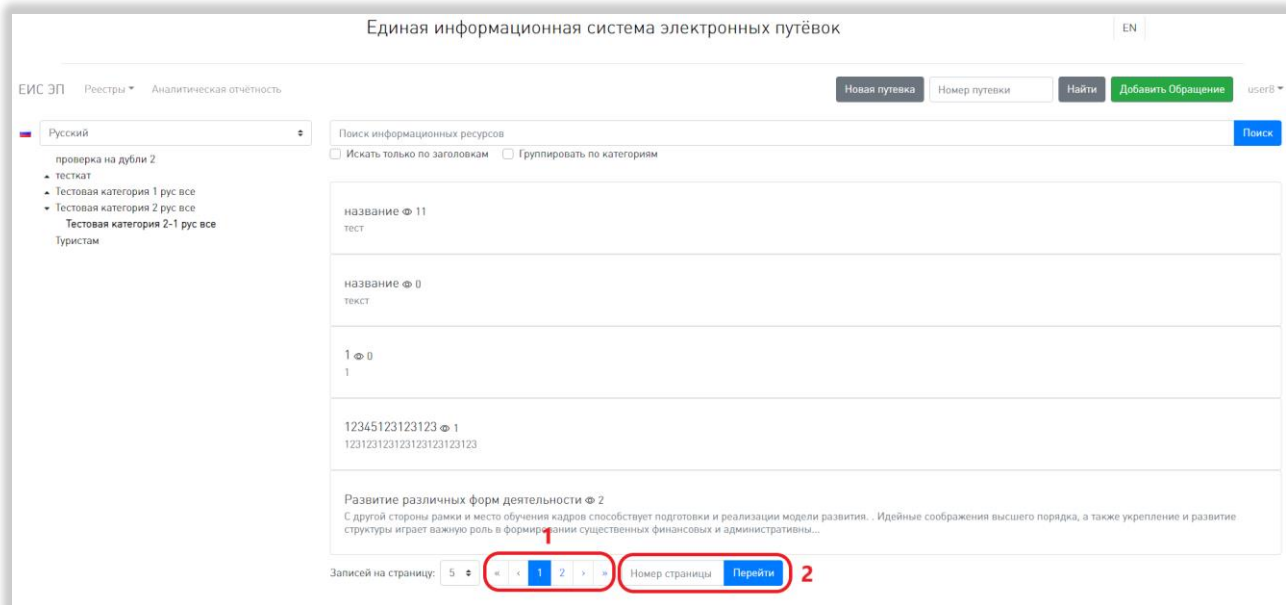 Единая информационная система электронных путёвок
EN
ЕИС ЭП Реестры Аналитическая отчётность Новая путевка Номер путевки Найти Добавить Обращение user8
Русский Поиск информационных ресурсов Поиск
Искать только по заголовкам Группировать по категориям
проверка на дубли 2
тесткат
Тестовая категория 1 рус все
Тестовая категория 2 рус все
Тестовая категория 2-1 рус все
Туристам
название 11
тест
название 0
текст
1 0
1
12345123123123 1
123123123123123123123123
Развитие различных форм деятельности 2
С другой стороны рамки и место обучения кадров способствует подготовки и реализации модели развития. . Идейные соображения высшего порядка, а также укрепление и развитие
структуры играет важную роль в формировании существенных финансовых и административны...
1
Записей на страницу: 5 « ‹ 1 2 › » Номер страницы Перейти 2